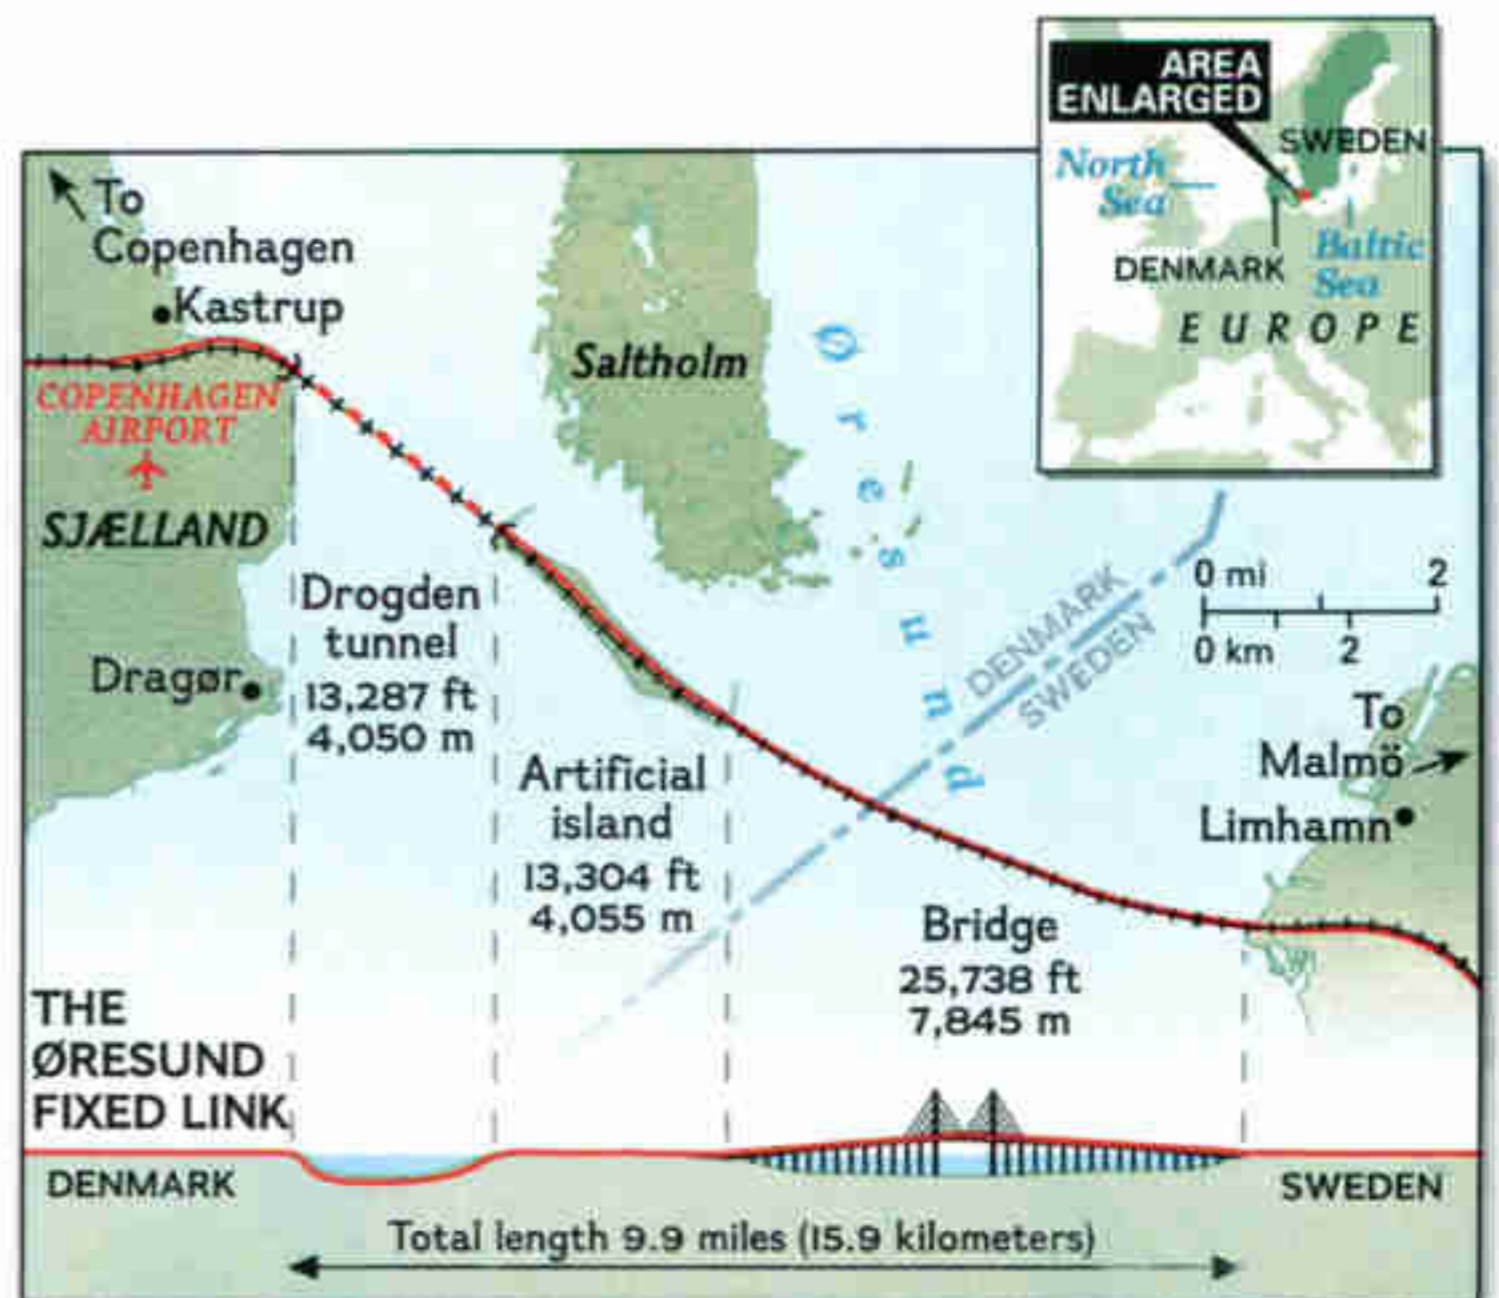 AREA
ENLARGED
SWEDEN
North
Sea
DENMARK
Baltic
Sea
EUROPE
To
Copenhagen
Kastrup
COPENHAGEN
AIRPORT
SJÆLLAND
Saltholm
Øresund
Drogden
tunnel
13,287 ft
4,050 m
Dragør
DENMARK
SWEDEN
0 mi 2
0 km 2
To
Malmö
Limhamn
Artificial
island
13,304 ft
4,055 m
Bridge
25,738 ft
7,845 m
THE
ØRESUND
FIXED LINK
DENMARK
SWEDEN
Total length 9.9 miles (15.9 kilometers)